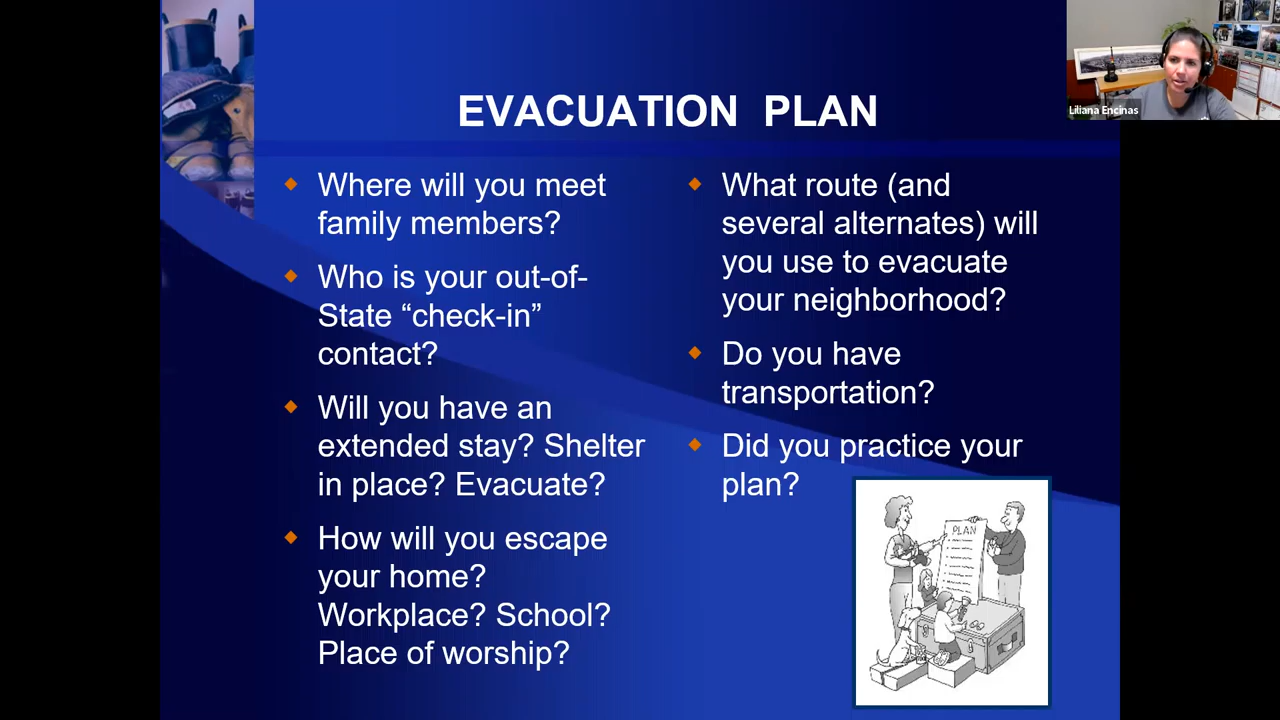 EVACUATION PLAN
Liliana Encinas
Where will you meet
family members?
Who is your out-of-
State “check-in”
contact?
Will you have an
extended stay? Shelter
in place? Evacuate?
How will you escape
your home?
Workplace? School?
Place of worship?
What route (and
several alternates) will
you use to evacuate
your neighborhood?
Do you have
transportation?
Did you practice your
plan?
PLAN